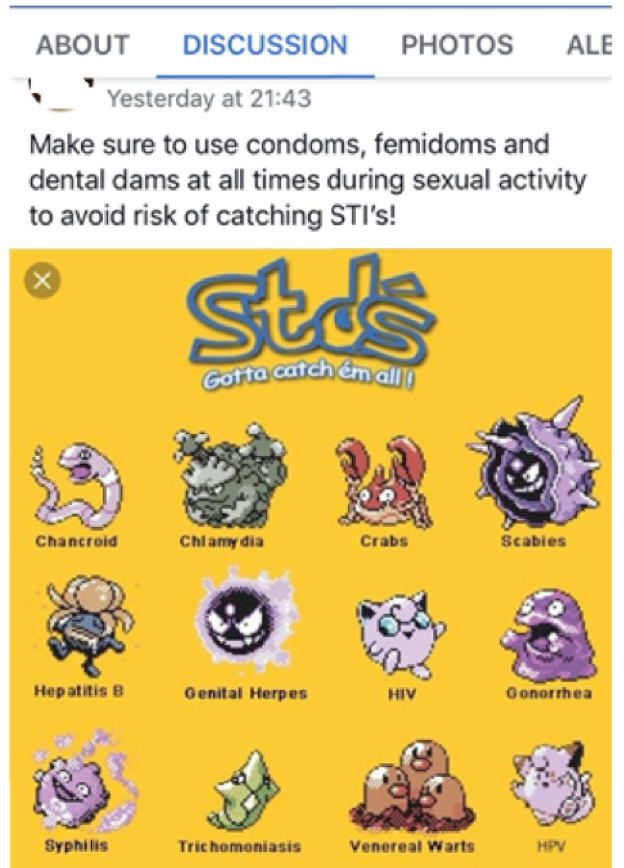 ABOUT DISCUSSION PHOTOS
Yesterday at 21:43
Make sure to use condoms, femidoms and
dental dams at all times during sexual activity
to avoid risk of catching STI's!
Std's
Gotta catch ém all!
Chancroid Chlamydia Crabs Scabies
Hepatitis B Genital Herpes HIV Gonorrhea
Syphilis Trichomoniasis Venereal Warts HPV